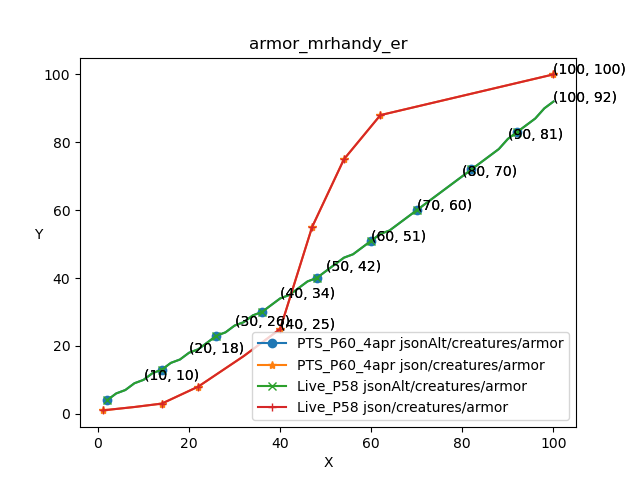 armor_mrhandy_er
100
80
60
40
20
0
Y
(100, 100)
(100, 92)
(90, 81)
(80, 70)
(70, 60)
(60, 51)
(50, 42)
(40, 34)
(30, 26)
(40, 25)
(20, 18)
(10, 10)
PTS_P60_4apr jsonAlt/creatures/armor
PTS_P60_4apr json/creatures/armor
Live_P58 jsonAlt/creatures/armor
Live_P58 json/creatures/armor
0 20 40 60 80 100
X